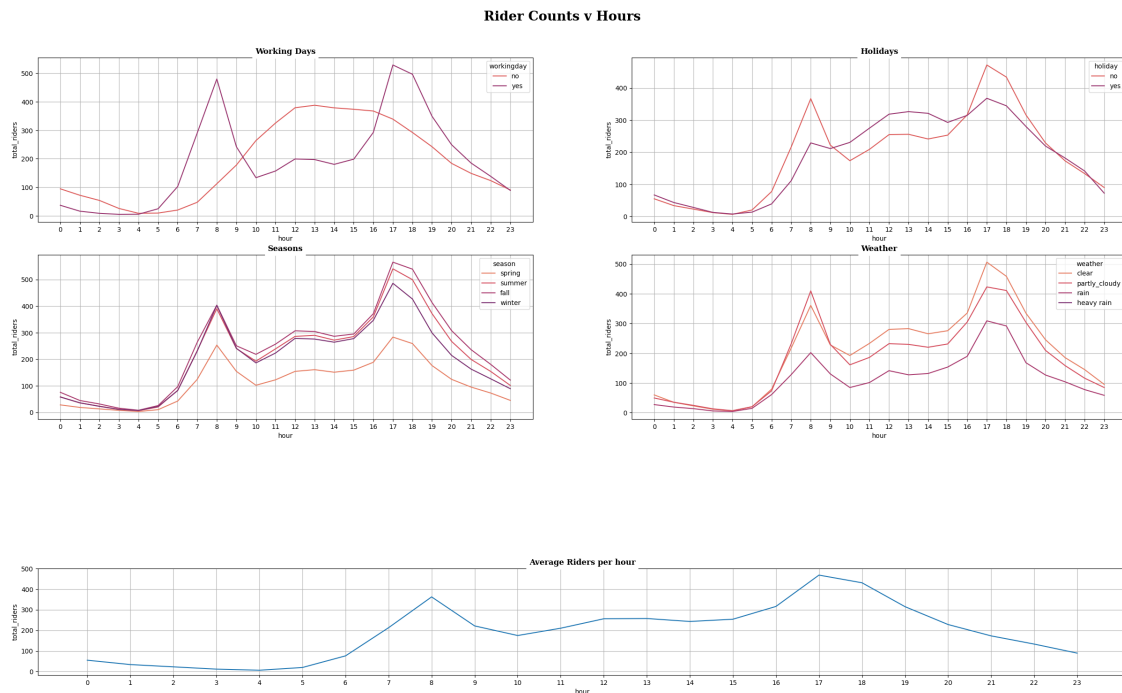 Rider Counts v Hours
Working Days
total_riders
500
400
300
200
100
0
workingday
no
yes
0 1 2 3 4 5 6 7 8 9 10 11 12 13 14 15 16 17 18 19 20 21 22 23
hour
Holidays
total_riders
400
300
200
100
0
holiday
no
yes
0 1 2 3 4 5 6 7 8 9 10 11 12 13 14 15 16 17 18 19 20 21 22 23
hour
Seasons
total_riders
500
400
300
200
100
0
season
spring
summer
fall
winter
0 1 2 3 4 5 6 7 8 9 10 11 12 13 14 15 16 17 18 19 20 21 22 23
hour
Weather
total_riders
500
400
300
200
100
0
weather
clear
partly_cloudy
rain
heavy rain
0 1 2 3 4 5 6 7 8 9 10 11 12 13 14 15 16 17 18 19 20 21 22 23
hour
Average Riders per hour
total_riders
500
400
300
200
100
0
0 1 2 3 4 5 6 7 8 9 10 11 12 13 14 15 16 17 18 19 20 21 22 23
hour